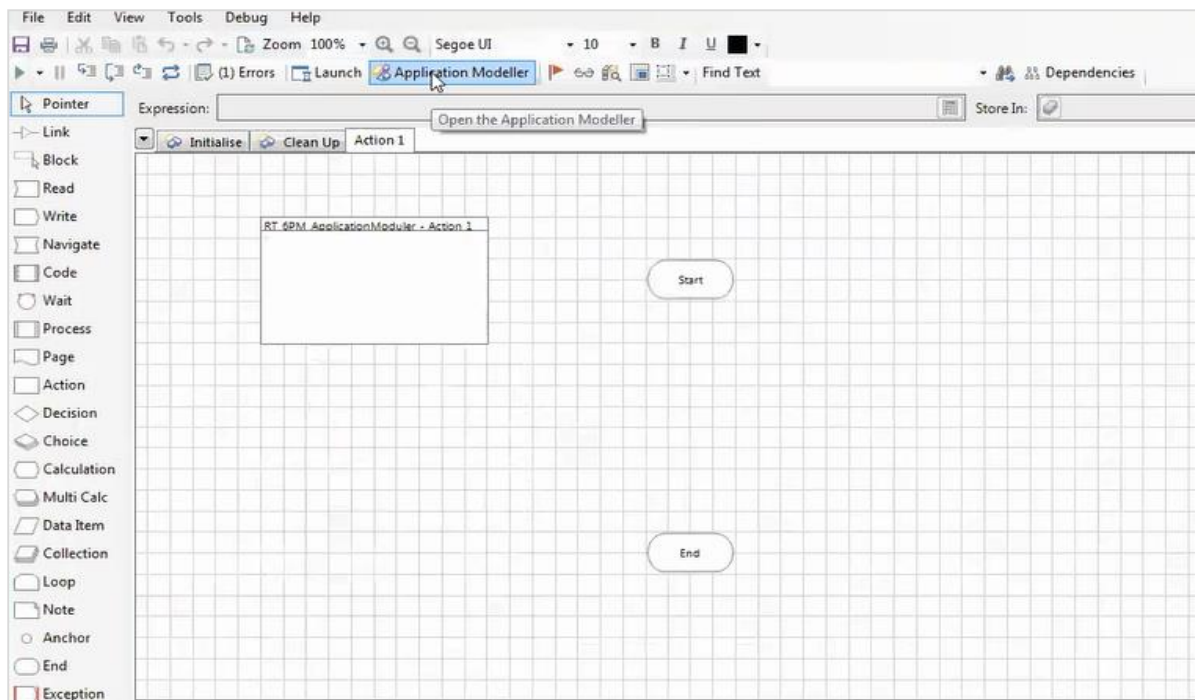 File Edit View Tools Debug Help
Zoom 100% Segoe UI 10 B I U
(1) Errors Launch Application Modeller Find Text Dependencies
Pointer
Expression:
Store In:
Open the Application Modeller
Link
Initialise Clean Up Action 1
Block
Read
Write
RT 6PM ApplicationModuler - Action 1
Navigate
Code
Start
Wait
Process
Page
Action
Decision
Choice
Calculation
Multi Calc
Data Item
Collection
End
Loop
Note
Anchor
End
Exception